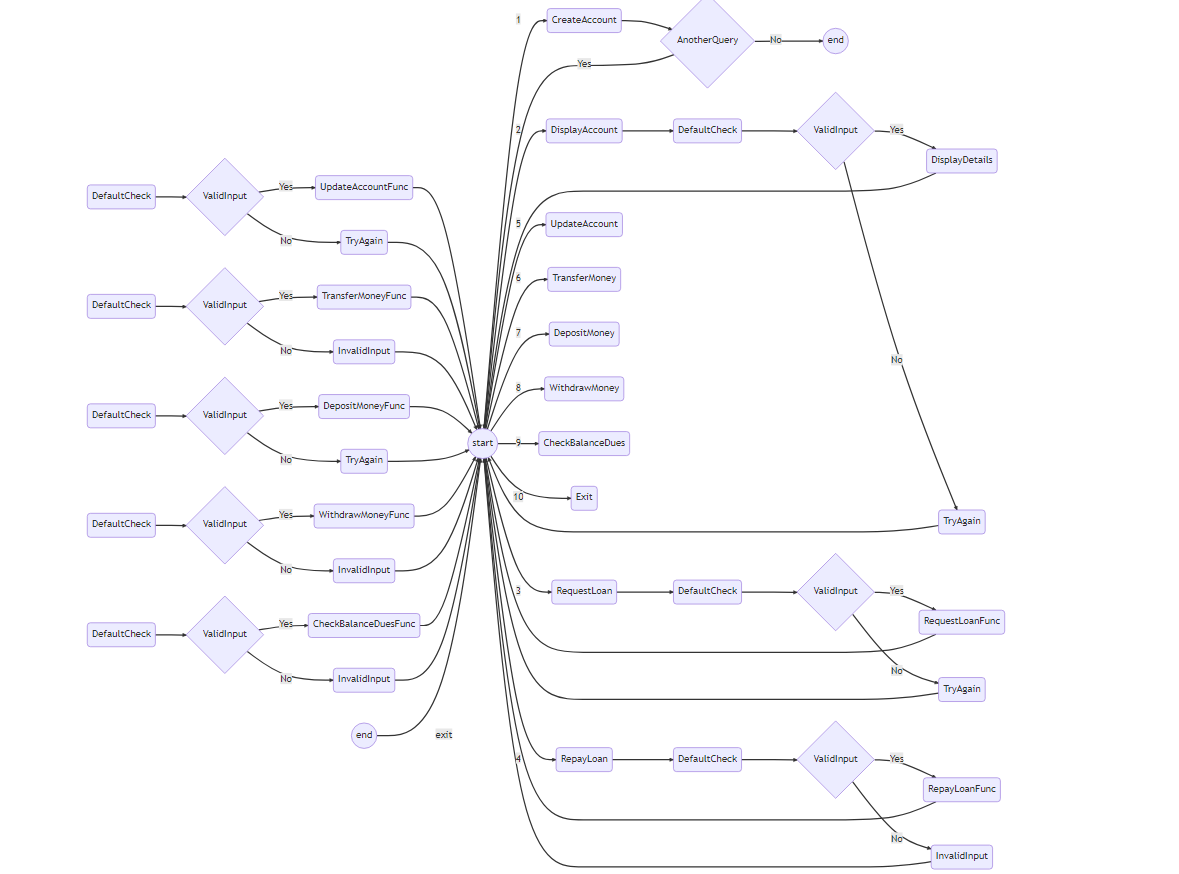 1
CreateAccount
AnotherQuery
No
end
Yes
2
DisplayAccount
DefaultCheck
ValidInput
Yes
DisplayDetails
No
TryAgain
5
UpdateAccount
6
TransferMoney
7
DepositMoney
8
WithdrawMoney
start
9
CheckBalanceDues
10
Exit
3
RequestLoan
DefaultCheck
ValidInput
Yes
RequestLoanFunc
No
TryAgain
4
RepayLoan
DefaultCheck
ValidInput
Yes
RepayLoanFunc
No
InvalidInput
DefaultCheck
ValidInput
Yes
UpdateAccountFunc
No
TryAgain
DefaultCheck
ValidInput
Yes
TransferMoneyFunc
No
InvalidInput
DefaultCheck
ValidInput
Yes
DepositMoneyFunc
No
TryAgain
DefaultCheck
ValidInput
Yes
WithdrawMoneyFunc
No
InvalidInput
DefaultCheck
ValidInput
Yes
CheckBalanceDuesFunc
No
InvalidInput
end
exit